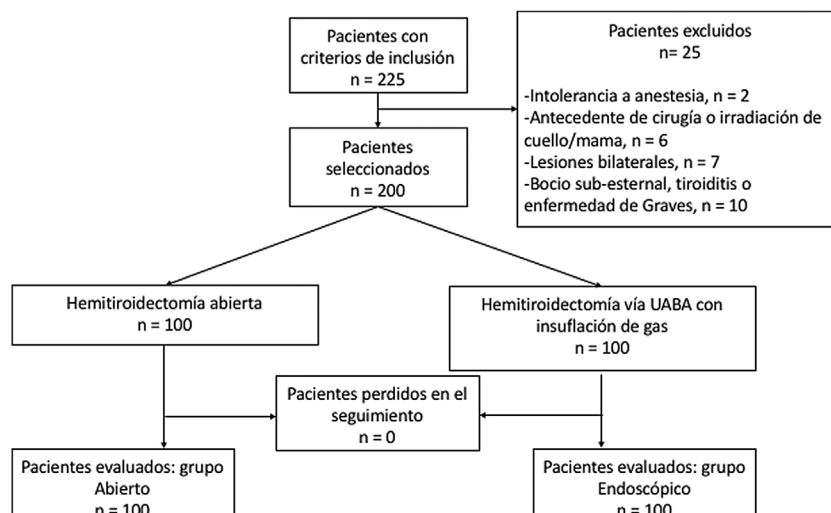 Pacientes con
criterios de inclusión
n = 225
Pacientes excluidos
n= 25
-Intolerancia a anestesia, n = 2
-Antecedente de cirugía o irradiación de
cuello/mama, n = 6
-Lesiones bilaterales, n = 7
-Bocio sub-esternal, tiroiditis o
enfermedad de Graves, n = 10
Pacientes
seleccionados
n = 200
Hemitiroidectomía abierta
n = 100
Hemitiroidectomía vía UABA con
insuflación de gas
n = 100
Pacientes perdidos en el
seguimiento
n = 0
Pacientes evaluados: grupo
Abierto
n = 100
Pacientes evaluados: grupo
Endoscópico
n = 100